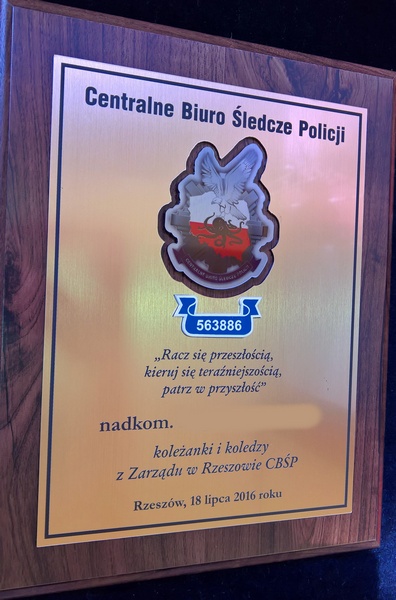 Centralne Biuro Śledcze Policji
563886
„Racz się przeszłością,
kieruj się teraźniejszością,
patrz w przyszłość”
nadkom.
koleżanki i koledzy
z Zarządu w Rzeszowie CBŚP
Rzeszów, 18 lipca 2016 roku